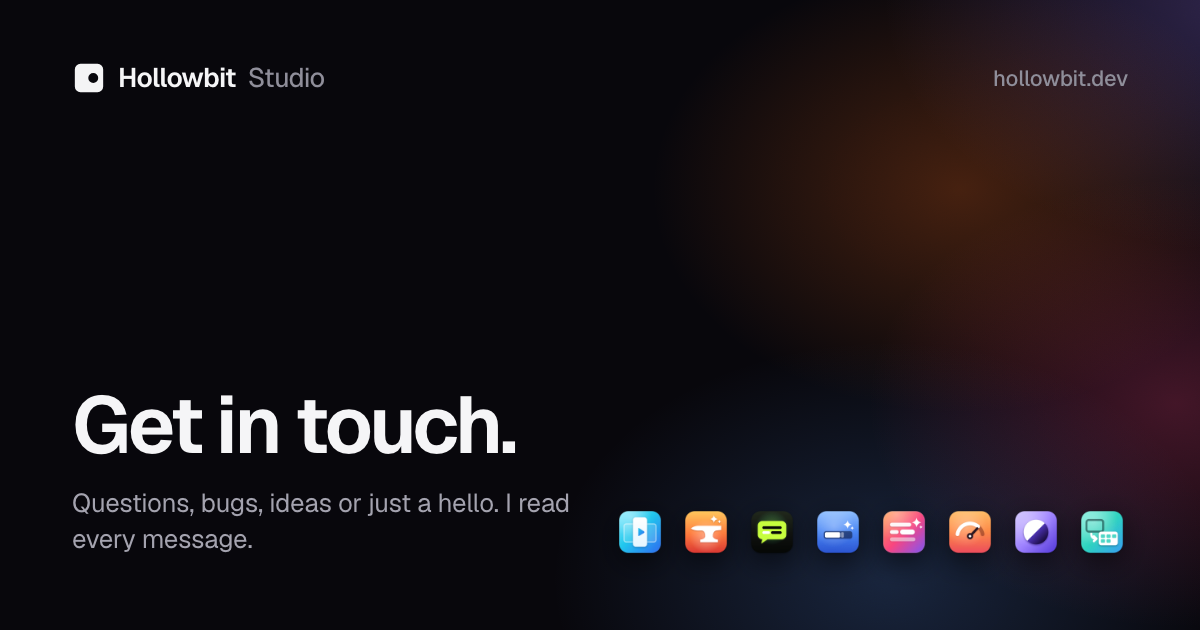 Hollowbit Studio
hollowbit.dev
Get in touch.
Questions, bugs, ideas or just a hello. I read
every message.